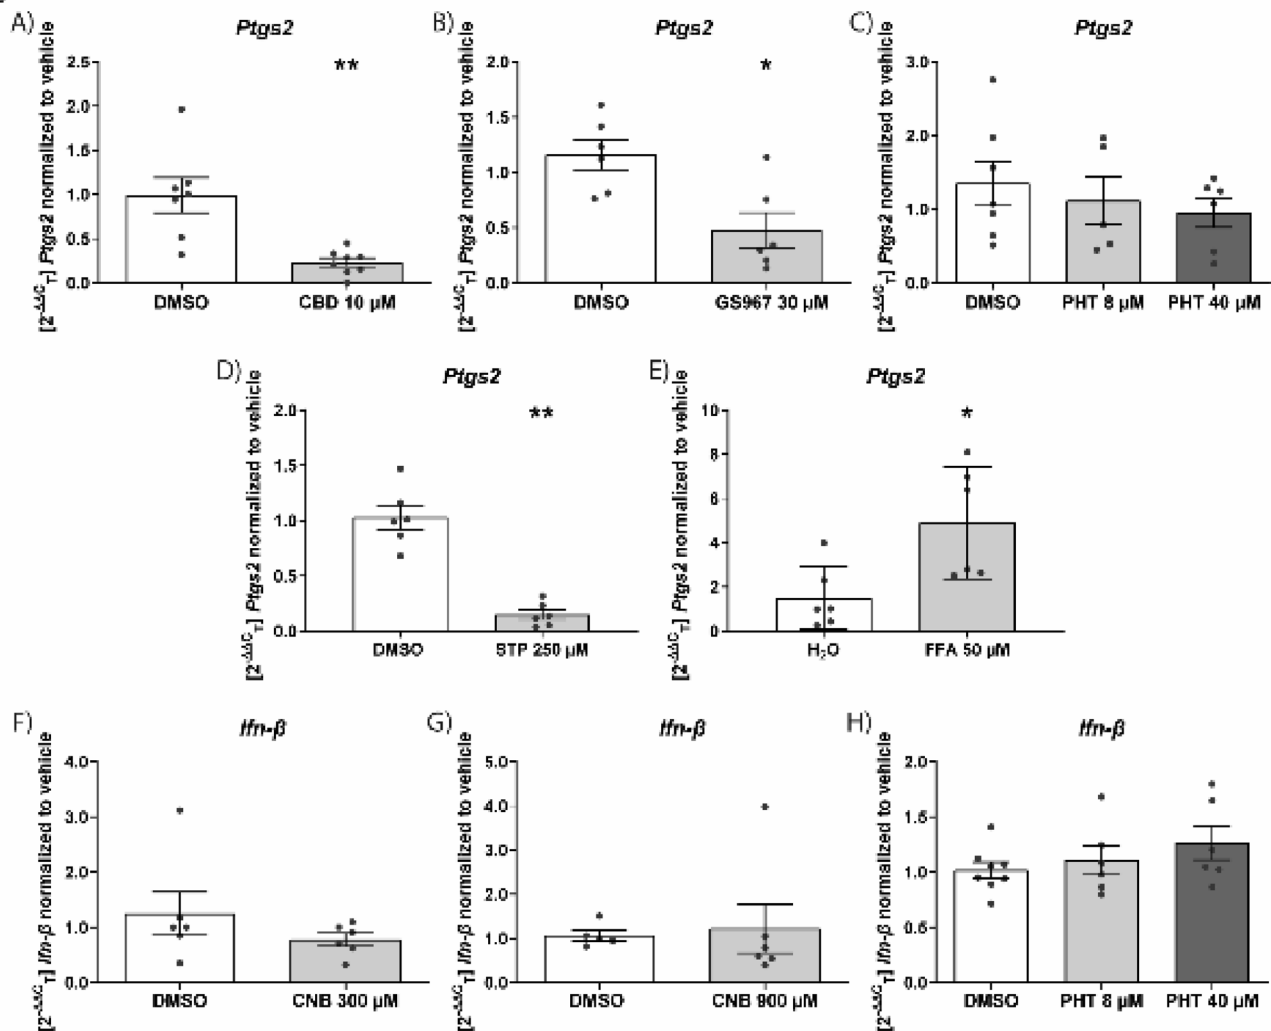 A)
Ptgs2
[2-ΔΔCT] Ptgs2 normalized to vehicle
2.5
2.0
1.5
1.0
0.5
0.0
**
DMSO
CBD 10 µM
B)
Ptgs2
[2-ΔΔCT] Ptgs2 normalized to vehicle
2.0
1.5
1.0
0.5
0.0
*
DMSO
GS967 30 µM
C)
Ptgs2
[2-ΔΔCT] Ptgs2 normalized to vehicle
3.0
2.0
1.0
0.0
DMSO
PHT 8 µM
PHT 40 µM
D)
Ptgs2
[2-ΔΔCT] Ptgs2 normalized to vehicle
2.0
1.5
1.0
0.5
0.0
**
DMSO
STP 250 µM
E)
Ptgs2
[2-ΔΔCT] Ptgs2 normalized to vehicle
10
8
6
4
2
0
*
H2O
FFA 50 µM
F)
Ifn-β
[2-ΔΔCT] Ifn-β normalized to vehicle
4.0
3.0
2.0
1.0
0.0
DMSO
CNB 300 µM
G)
Ifn-β
[2-ΔΔCT] Ifn-β normalized to vehicle
5.0
4.0
3.0
2.0
1.0
0.0
DMSO
CNB 900 µM
H)
Ifn-β
[2-ΔΔCT] Ifn-β normalized to vehicle
2.0
1.5
1.0
0.5
0.0
DMSO
PHT 8 µM
PHT 40 µM